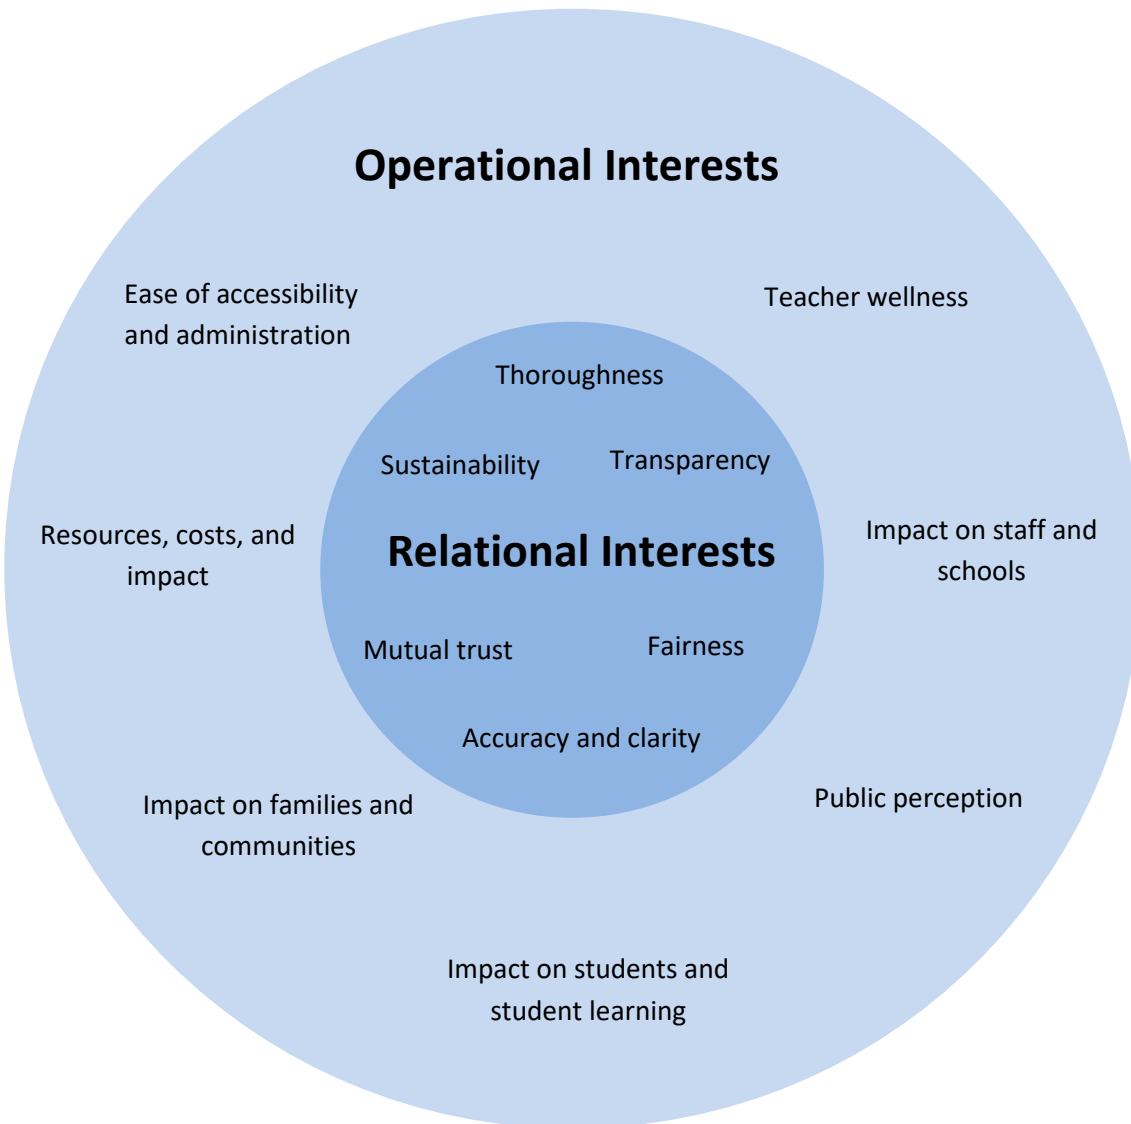 Operational Interests
Ease of accessibility
and administration
Teacher wellness
Thoroughness
Sustainability
Transparency
Resources, costs, and
impact
Relational Interests
Impact on staff and
schools
Mutual trust
Fairness
Accuracy and clarity
Impact on families and
communities
Public perception
Impact on students and
student learning